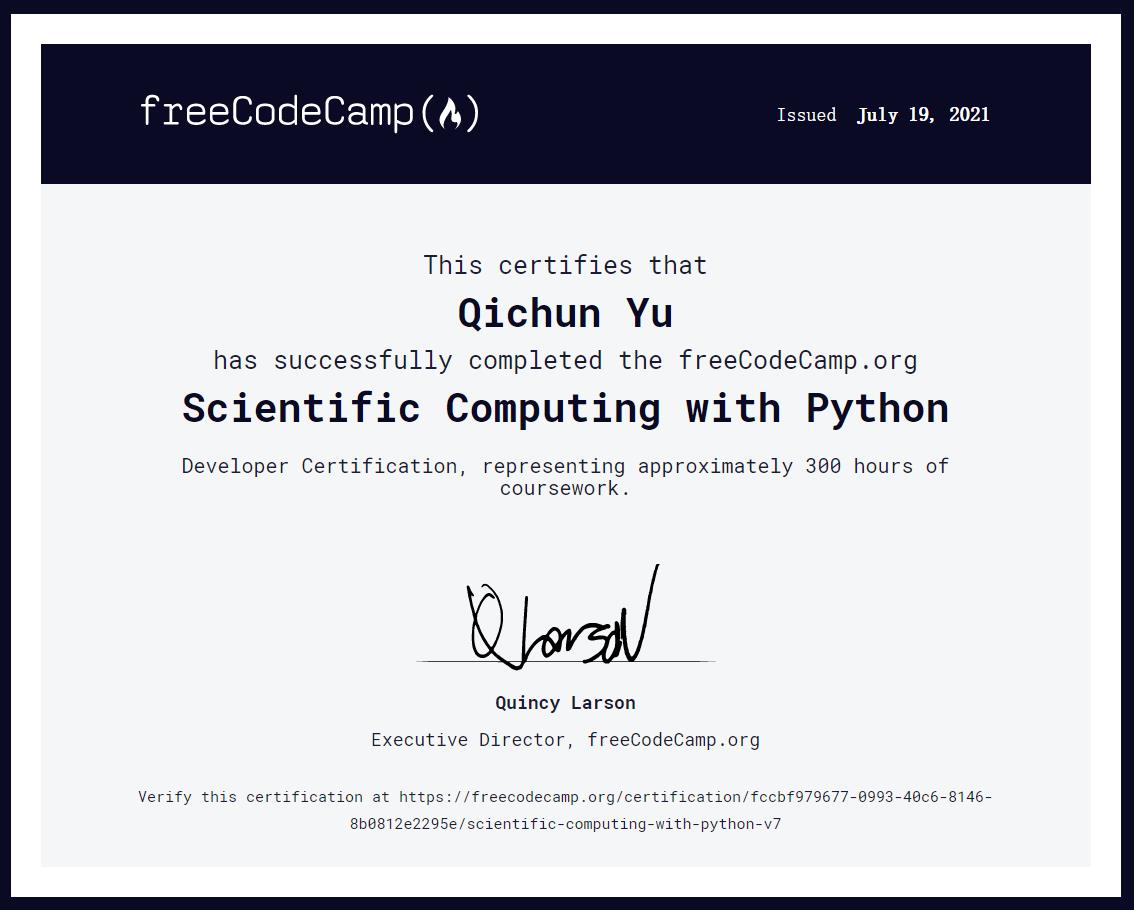 freeCodeCamp(🔥)
Issued July 19, 2021
This certifies that
Qichun Yu
has successfully completed the freeCodeCamp.org
Scientific Computing with Python
Developer Certification, representing approximately 300 hours of
coursework.
Q Larson
Quincy Larson
Executive Director, freeCodeCamp.org
Verify this certification at https://freecodecamp.org/certification/fccbf979677-0993-40c6-8146-
8b0812e2295e/scientific-computing-with-python-v7